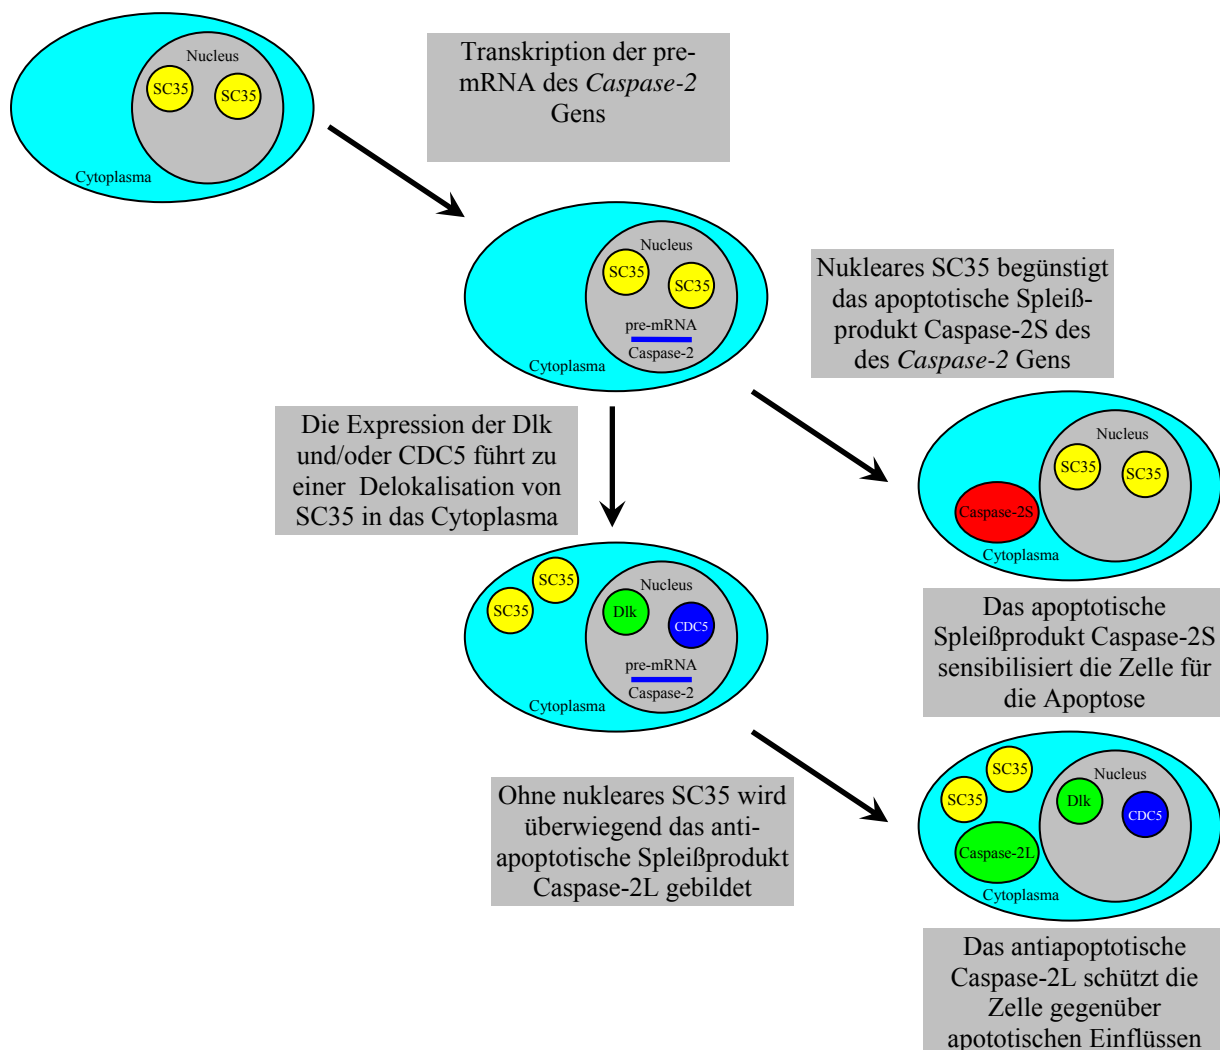 Nucleus
SC35
SC35
Cytoplasma
Transkription der pre-
mRNA des Caspase-2
Gens
Nucleus
SC35
SC35
pre-mRNA
Caspase-2
Cytoplasma
Nukleares SC35 begünstigt
das apoptotische Spleiß-
produkt Caspase-2S des
des Caspase-2 Gens
Die Expression der Dlk
und/oder CDC5 führt zu
einer Delokalisation von
SC35 in das Cytoplasma
Nucleus
SC35
SC35
Caspase-2S
Cytoplasma
Das apoptotische
Spleißprodukt Caspase-2S
sensibilisiert die Zelle für
die Apoptose
SC35
SC35
Nucleus
Dlk
CDC5
pre-mRNA
Caspase-2
Cytoplasma
Ohne nukleares SC35 wird
überwiegend das anti-
apoptotische Spleißprodukt
Caspase-2L gebildet
SC35
SC35
Nucleus
Dlk
CDC5
Caspase-2L
Cytoplasma
Das antiapoptotische
Caspase-2L schützt die
Zelle gegenüber
apototischen Einflüssen